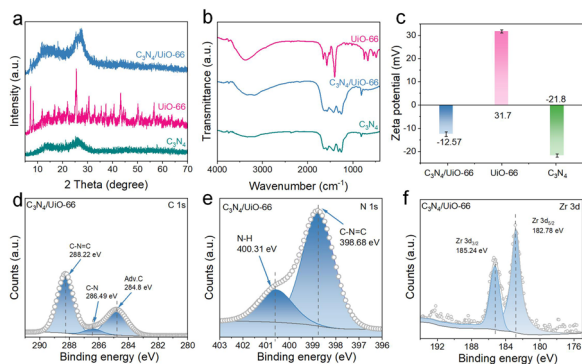 a
Intensity (a.u.)
C₃N₄/UiO-66
UiO-66
C₃N₄
10 20 30 40 50 60 70
2 Theta (degree)
b
Transmittance (a.u.)
UiO-66
C₃N₄/UiO-66
C₃N₄
4000 3000 2000 1000
Wavenumber (cm⁻¹)
c
Zeta potential (mV)
30
20
10
0
-10
-20
-12.57
31.7
-21.8
C₃N₄/UiO-66 UiO-66 C₃N₄
d
C₃N₄/UiO-66
C 1s
C-N=C
288.22 eV
C-N
286.49 eV
Adv.C
284.8 eV
Counts (a.u.)
290 288 286 284 282 280
Binding energy (eV)
e
C₃N₄/UiO-66
N 1s
N-H
400.31 eV
C-N=C
398.68 eV
Counts (a.u.)
403 402 401 400 399 398 397 396
Binding energy (eV)
f
C₃N₄/UiO-66
Zr 3d
Zr 3d₃/₂
185.24 eV
Zr 3d₅/₂
182.78 eV
Counts (a.u.)
192 188 184 180 176
Binding energy (eV)